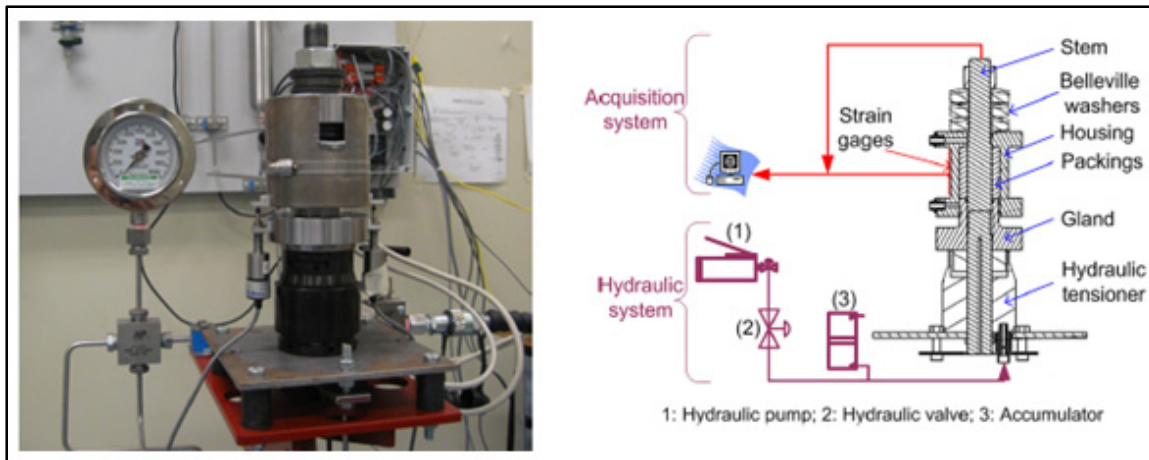 Acquisition
system
Strain
gages
Stem
Belleville
washers
Housing
Packings
Gland
Hydraulic
tensioner
Hydraulic
system
(1)
(2)
(3)
1: Hydraulic pump; 2: Hydraulic valve; 3: Accumulator